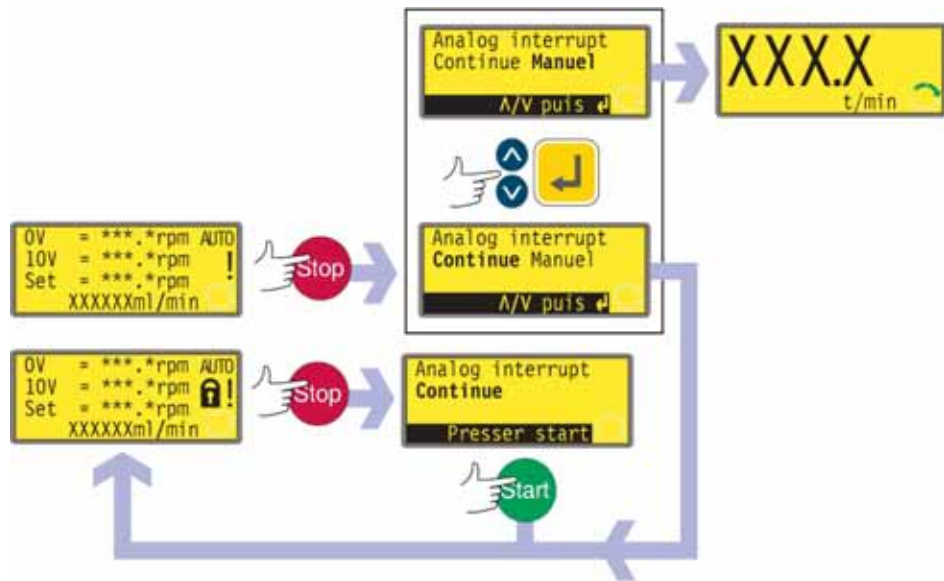 Analog interrupt
Continue Manuel
Λ/V puis ↲
XXX.X
t/min
0V = ***.*rpm AUTO
10V = ***.*rpm !
Set = ***.*rpm
XXXXXXml/min
Stop
Analog interrupt
Continue Manuel
Λ/V puis ↲
0V = ***.*rpm AUTO
10V = ***.*rpm !
Set = ***.*rpm
XXXXXXml/min
Stop
Analog interrupt
Continue
Presser start
Start